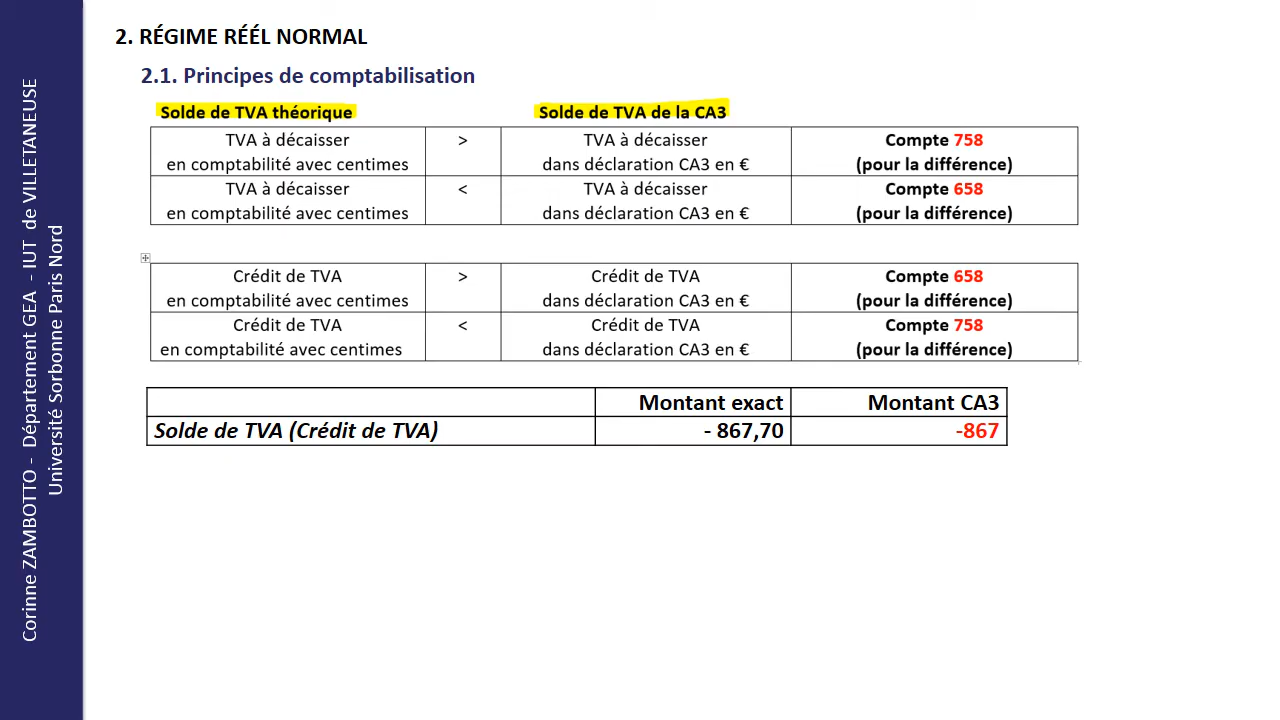 2. RÉGIME RÉÉL NORMAL
2.1. Principes de comptabilisation
Solde de TVA théorique Solde de TVA de la CA3
TVA à décaisser > TVA à décaisser Compte 758
en comptabilité avec centimes dans déclaration CA3 en € (pour la différence)
TVA à décaisser < TVA à décaisser Compte 658
en comptabilité avec centimes dans déclaration CA3 en € (pour la différence)
Crédit de TVA > Crédit de TVA Compte 658
en comptabilité avec centimes dans déclaration CA3 en € (pour la différence)
Crédit de TVA < Crédit de TVA Compte 758
en comptabilité avec centimes dans déclaration CA3 en € (pour la différence)
Montant exact Montant CA3
Solde de TVA (Crédit de TVA) - 867,70 -867
Corinne ZAMBOTTO - Département GEA - IUT de VILLETANEUSE
Université Sorbonne Paris Nord